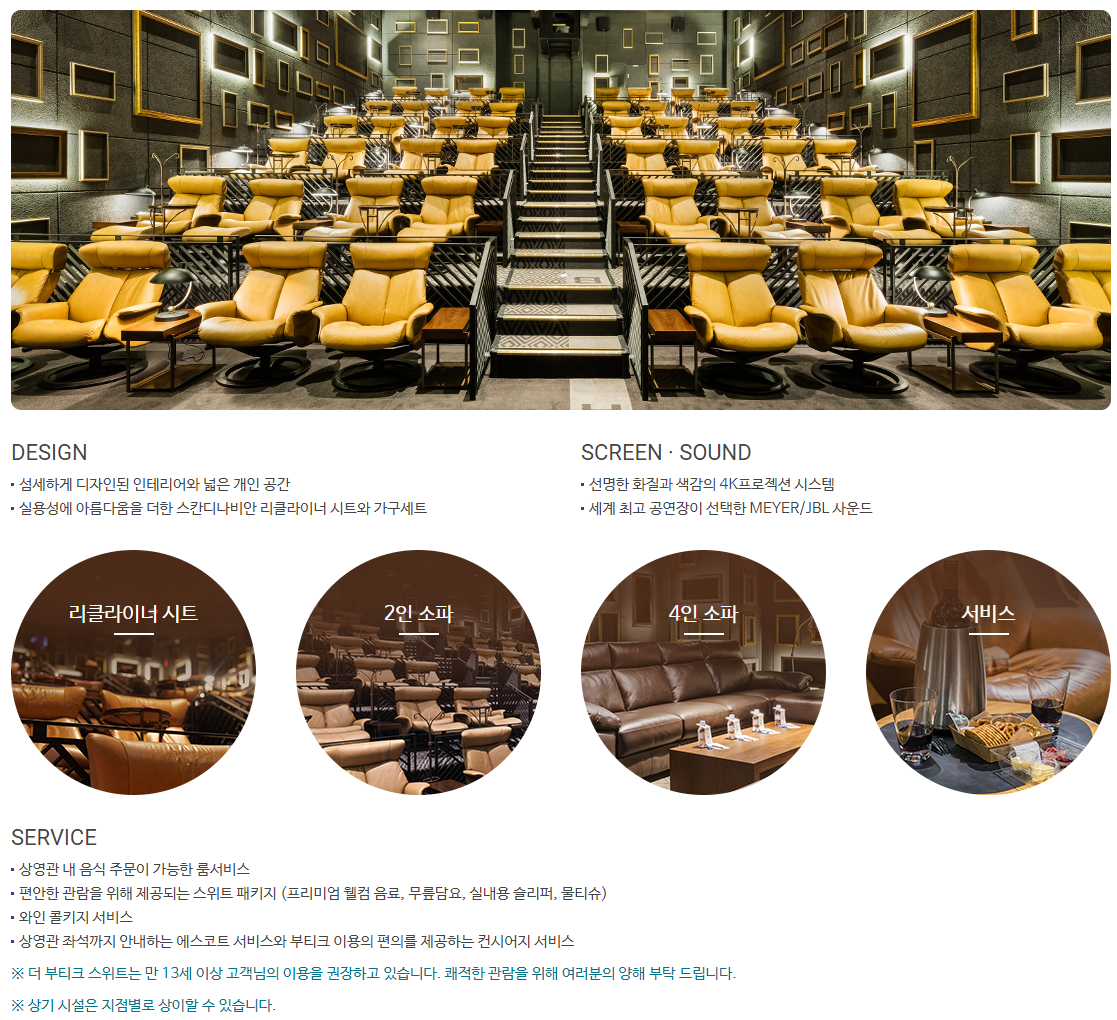 DESIGN
섬세하게 디자인된 인테리어와 넓은 개인 공간
실용성에 아름다움을 더한 스칸디나비안 리클라이너 시트와 가구세트
SCREEN · SOUND
선명한 화질과 색감의 4K프로젝션 시스템
세계 최고 공연장이 선택한 MEYER/JBL 사운드
리클라이너 시트
2인 소파
4인 소파
서비스
SERVICE
상영관 내 음식 주문이 가능한 룸서비스
편안한 관람을 위해 제공되는 스위트 패키지 (프리미엄 웰컴 음료, 무릎담요, 실내용 슬리퍼, 물티슈)
와인 콜키지 서비스
상영관 좌석까지 안내하는 에스코트 서비스와 부티크 이용의 편의를 제공하는 컨시어지 서비스
※ 더 부티크 스위트는 만 13세 이상 고객님의 이용을 권장하고 있습니다. 쾌적한 관람을 위해 여러분의 양해 부탁 드립니다.
※ 상기 시설은 지점별로 상이할 수 있습니다.